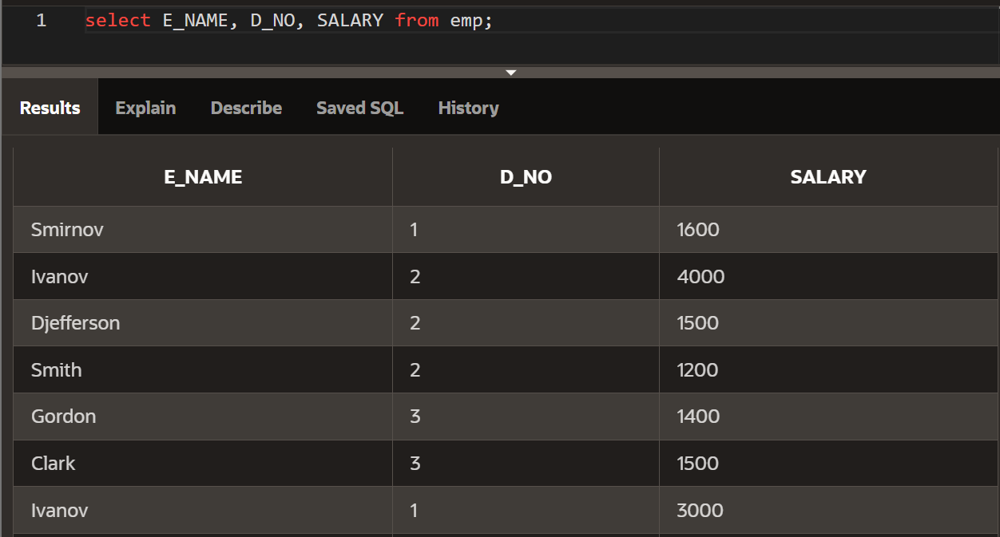 1 select E_NAME, D_NO, SALARY from emp;
Results Explain Describe Saved SQL History
E_NAME D_NO SALARY
Smirnov 1 1600
Ivanov 2 4000
Djefferson 2 1500
Smith 2 1200
Gordon 3 1400
Clark 3 1500
Ivanov 1 3000